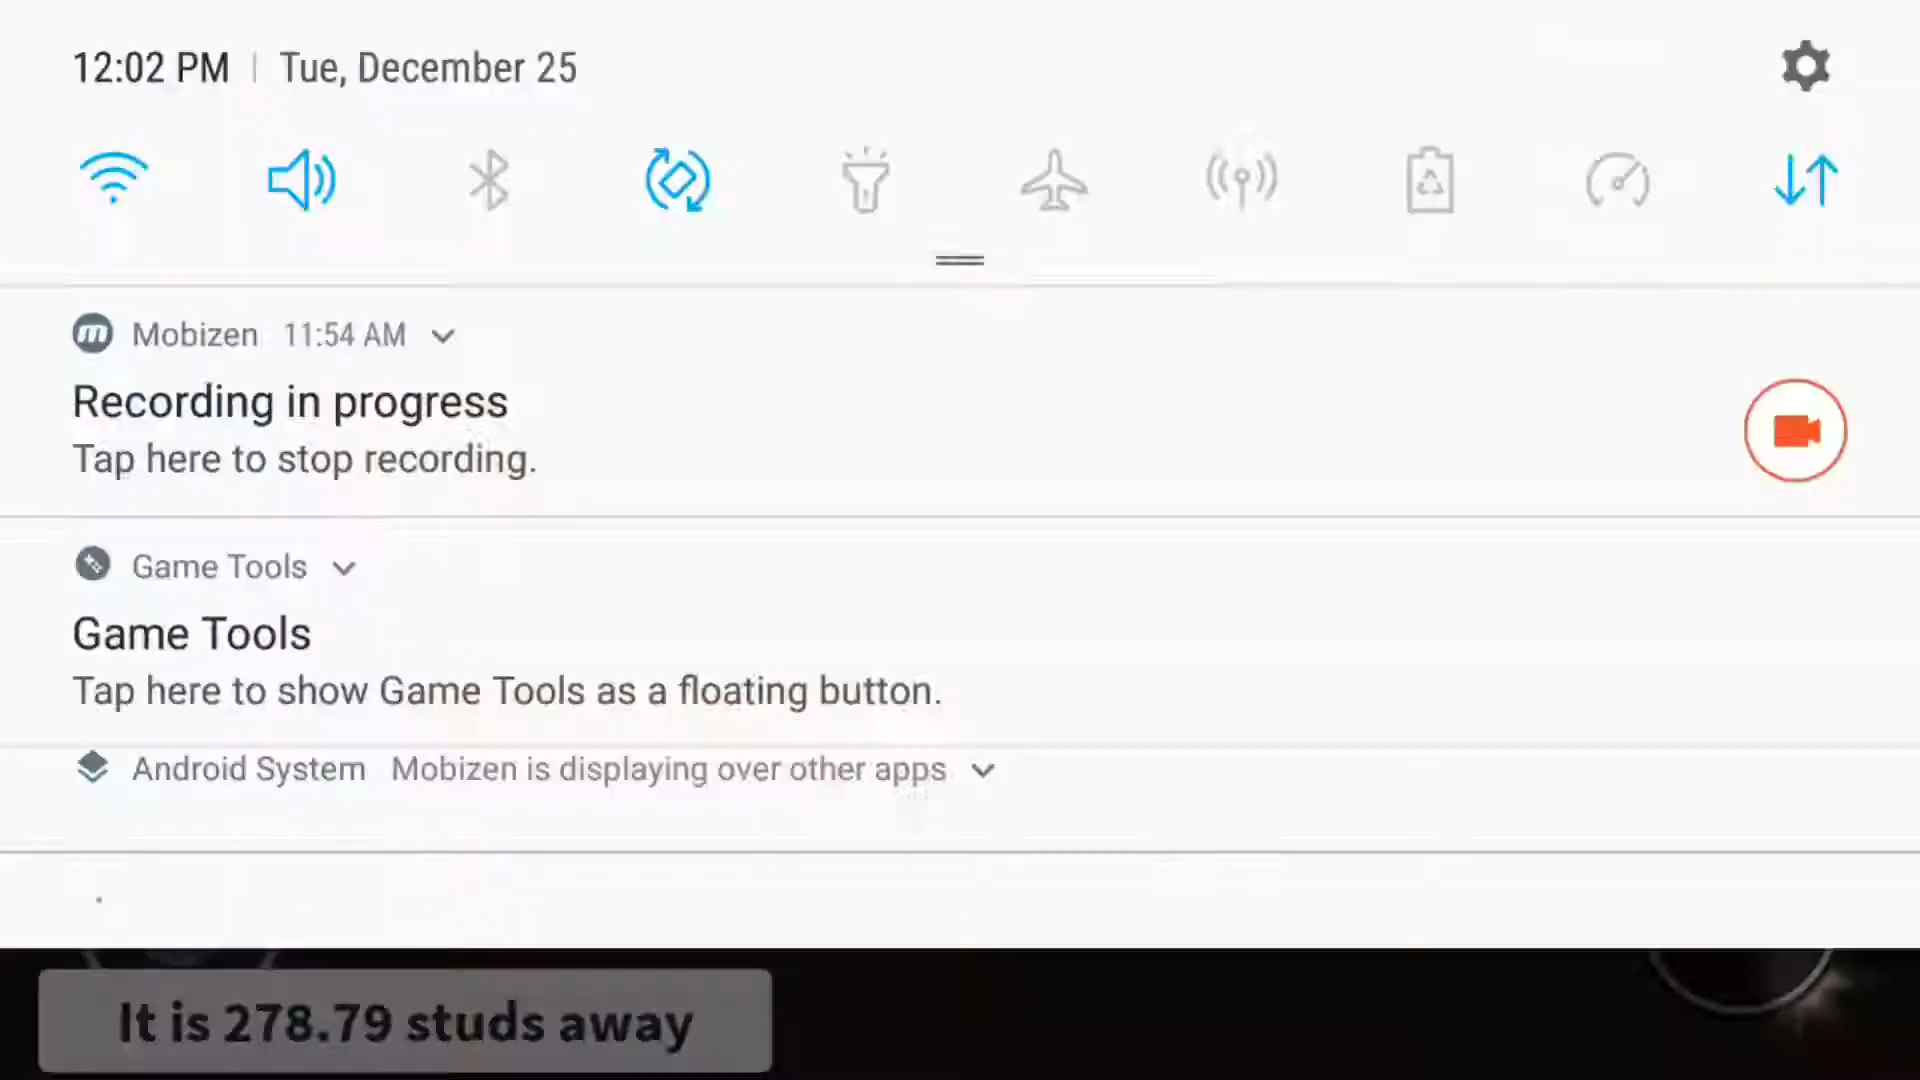 12:02 PM | Tue, December 25
Mobizen 11:54 AM
Recording in progress
Tap here to stop recording.
Game Tools
Game Tools
Tap here to show Game Tools as a floating button.
Android System Mobizen is displaying over other apps
It is 278.79 studs away